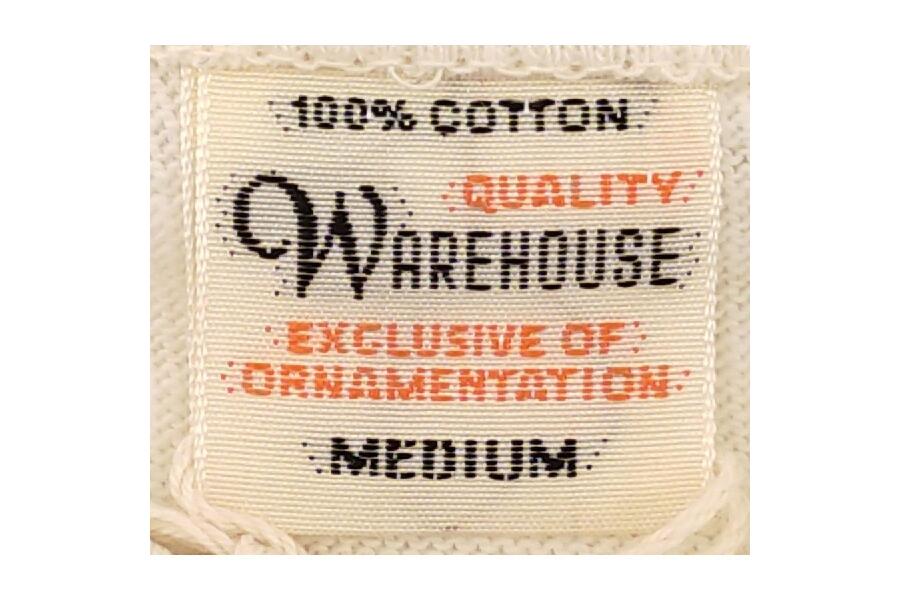 100% COTTON
QUALITY
WAREHOUSE
EXCLUSIVE OF
ORNAMENTATION
MEDIUM